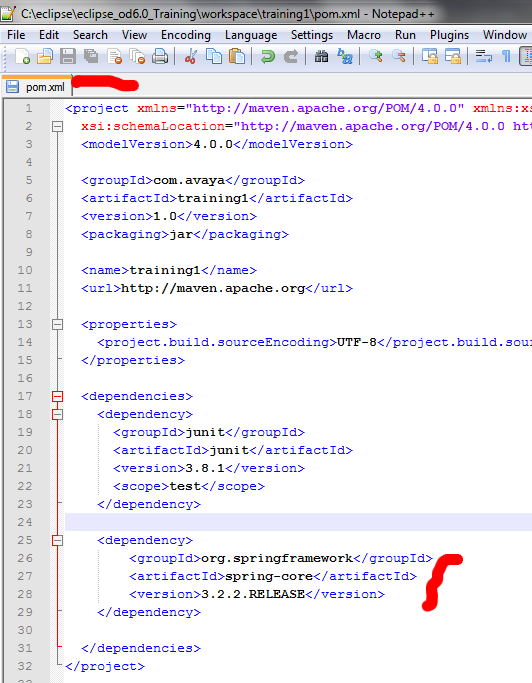 C:\eclipse\eclipse_od6.0_Training\workspace\training1\pom.xml - Notepad++
File Edit Search View Encoding Language Settings Macro Run Plugins Window
pom.xml
1 <project xmlns="http://maven.apache.org/POM/4.0.0" xmlns:xs
2 xsi:schemaLocation="http://maven.apache.org/POM/4.0.0 htt
3 <modelVersion>4.0.0</modelVersion>
4
5 <groupId>com.avaya</groupId>
6 <artifactId>training1</artifactId>
7 <version>1.0</version>
8 <packaging>jar</packaging>
9
10 <name>training1</name>
11 <url>http://maven.apache.org</url>
12
13 <properties>
14 <project.build.sourceEncoding>UTF-8</project.build.sour
15 </properties>
16
17 <dependencies>
18 <dependency>
19 <groupId>junit</groupId>
20 <artifactId>junit</artifactId>
21 <version>3.8.1</version>
22 <scope>test</scope>
23 </dependency>
24
25 <dependency>
26 <groupId>org.springframework</groupId>
27 <artifactId>spring-core</artifactId>
28 <version>3.2.2.RELEASE</version>
29 </dependency>
30
31 </dependencies>
32 </project>